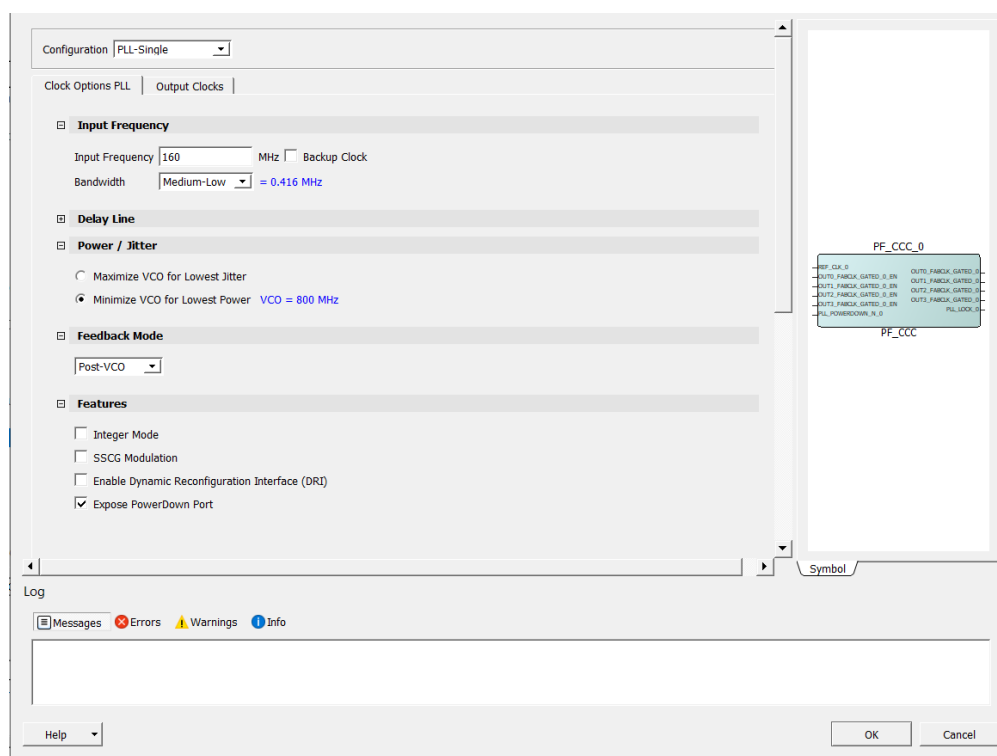 Configuration PLL-Single
Clock Options PLL Output Clocks
Input Frequency
Input Frequency 160 MHz Backup Clock
Bandwidth Medium-Low = 0.416 MHz
Delay Line
Power / Jitter
Maximize VCO for Lowest Jitter
Minimize VCO for Lowest Power VCO = 800 MHz
Feedback Mode
Post-VCO
Features
Integer Mode
SSCG Modulation
Enable Dynamic Reconfiguration Interface (DRI)
Expose PowerDown Port
PF_CCC_0
REF_CLK_0
OUT0_FABCLK_GATED_0_EN OUT0_FABCLK_GATED_0
OUT1_FABCLK_GATED_0_EN OUT1_FABCLK_GATED_0
OUT2_FABCLK_GATED_0_EN OUT2_FABCLK_GATED_0
OUT3_FABCLK_GATED_0_EN OUT3_FABCLK_GATED_0
PLL_POWERDOWN_N_0 PLL_LOCK_0
PF_CCC
Symbol
Log
Messages Errors Warnings Info
Help OK Cancel